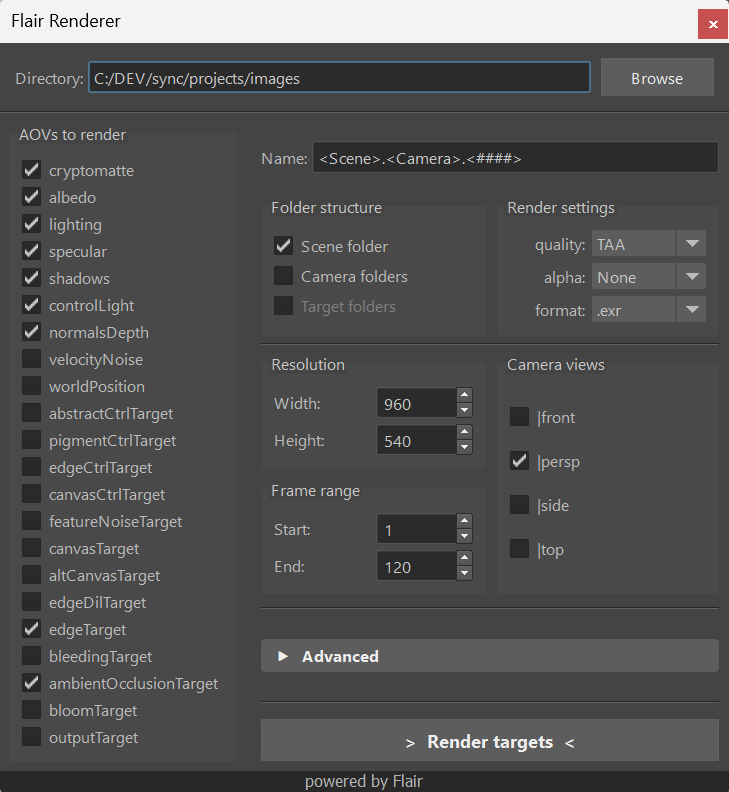 Flair Renderer
Directory: C:/DEV/sync/projects/images Browse
AOVs to render
cryptomatte
albedo
lighting
specular
shadows
controlLight
normalsDepth
velocityNoise
worldPosition
abstractCtrlTarget
pigmentCtrlTarget
edgeCtrlTarget
canvasCtrlTarget
featureNoiseTarget
canvasTarget
altCanvasTarget
edgeDilTarget
edgeTarget
bleedingTarget
ambientOcclusionTarget
bloomTarget
outputTarget
Name: <Scene>.<Camera>.<####>
Folder structure
Scene folder
Camera folders
Target folders
Render settings
quality: TAA
alpha: None
format: .exr
Resolution
Width: 960
Height: 540
Frame range
Start: 1
End: 120
Camera views
|front
|persp
|side
|top
Advanced
> Render targets <
powered by Flair